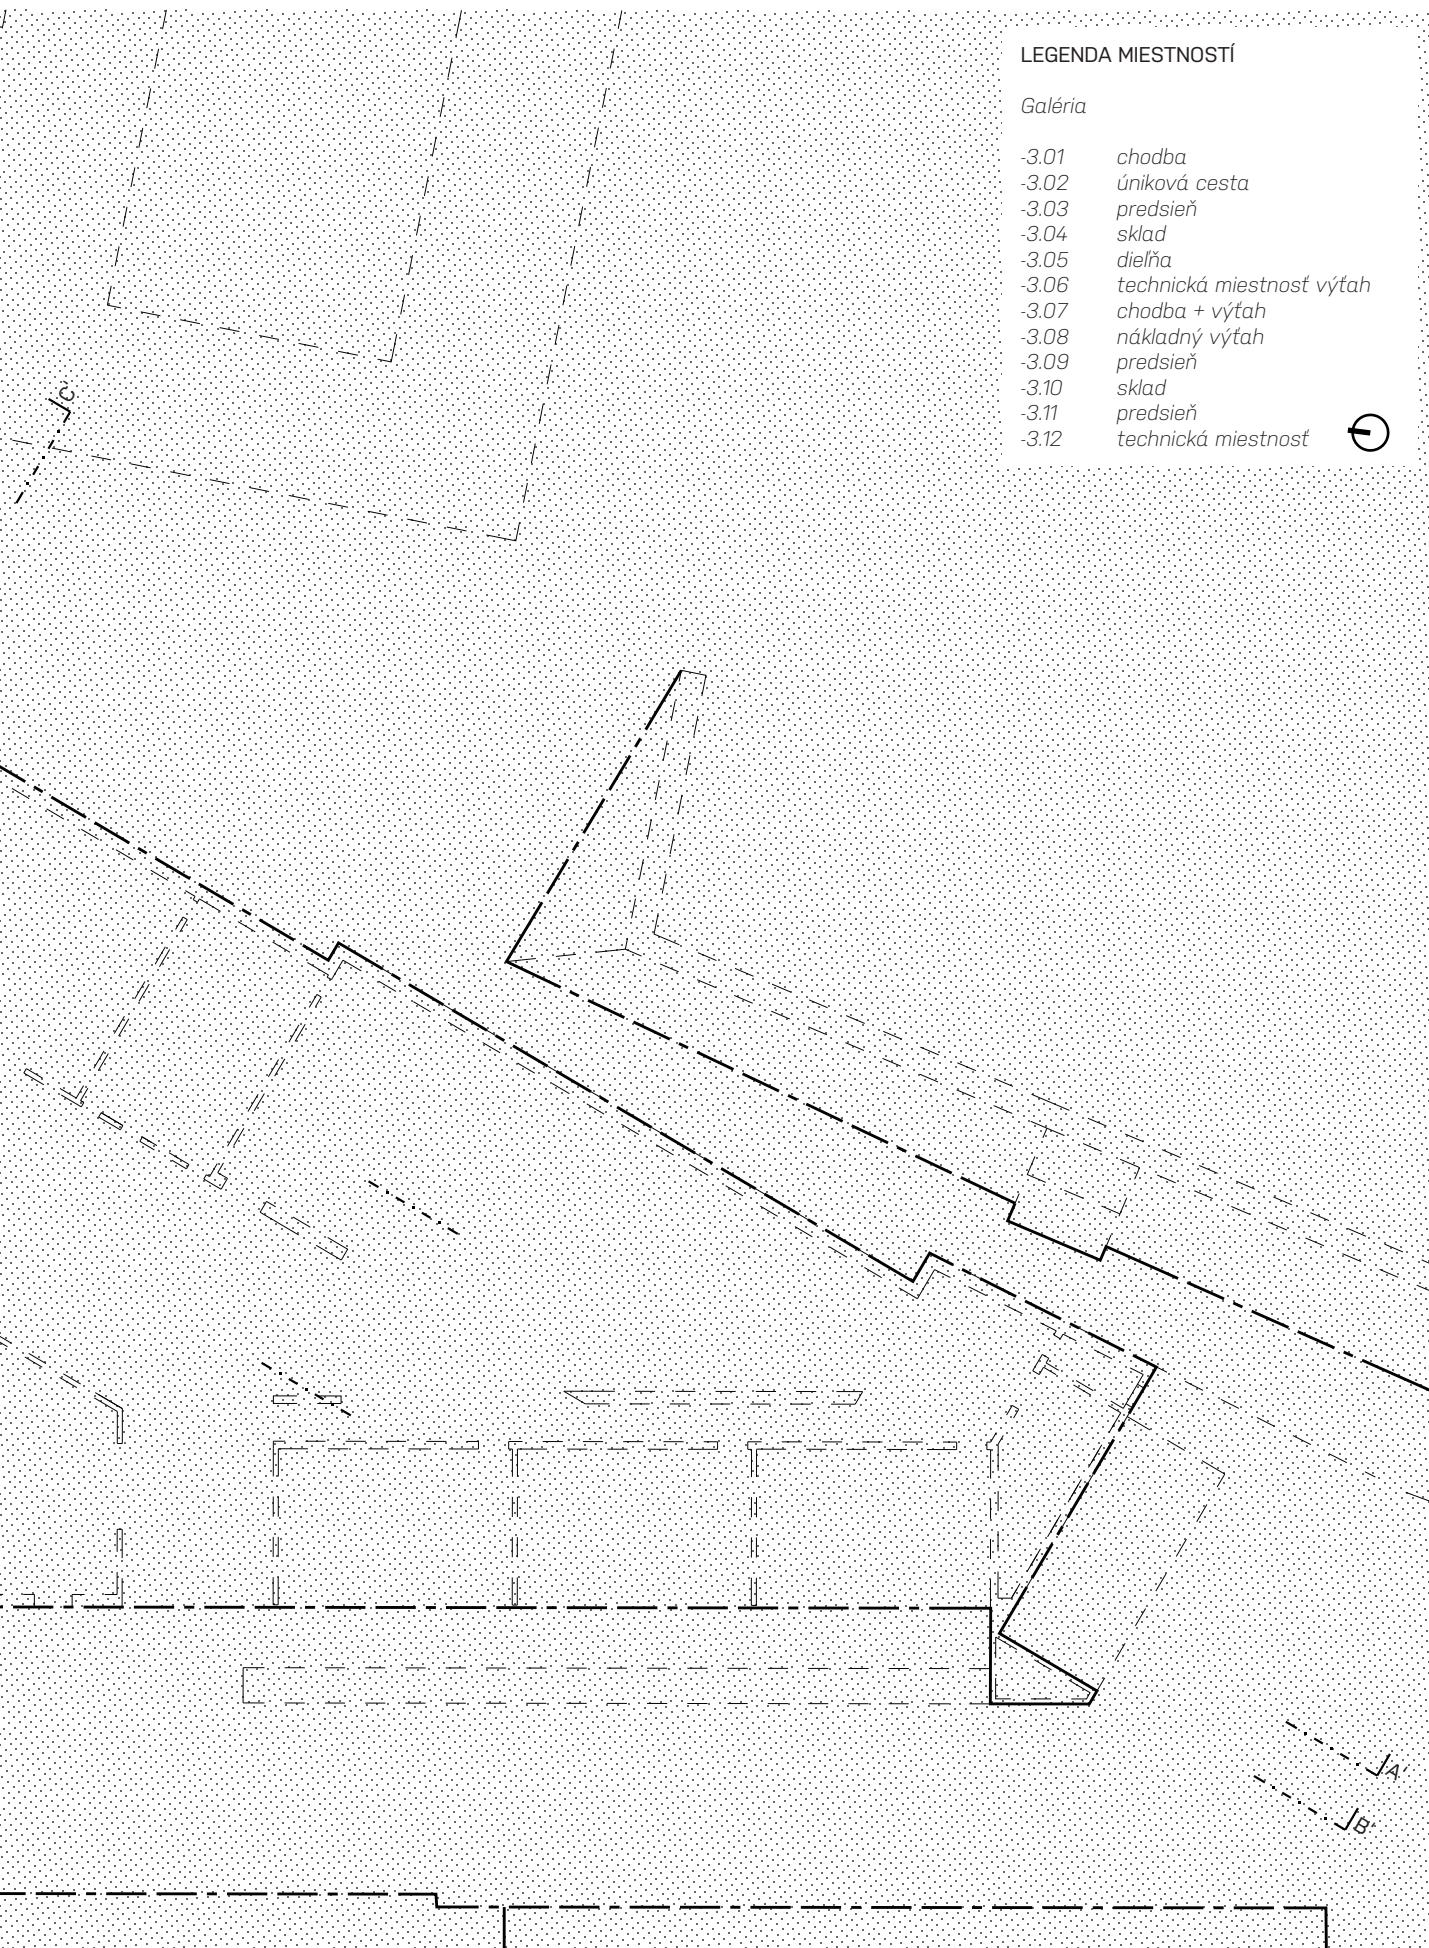 LEGENDA MIESTNOSTÍ
Galéria
-3.01 chodba
-3.02 úniková cesta
-3.03 predsieň
-3.04 sklad
-3.05 dielňa
-3.06 technická miestnosť výťah
-3.07 chodba + výťah
-3.08 nákladný výťah
-3.09 predsieň
-3.10 sklad
-3.11 predsieň
-3.12 technická miestnosť
C'
A'
B'